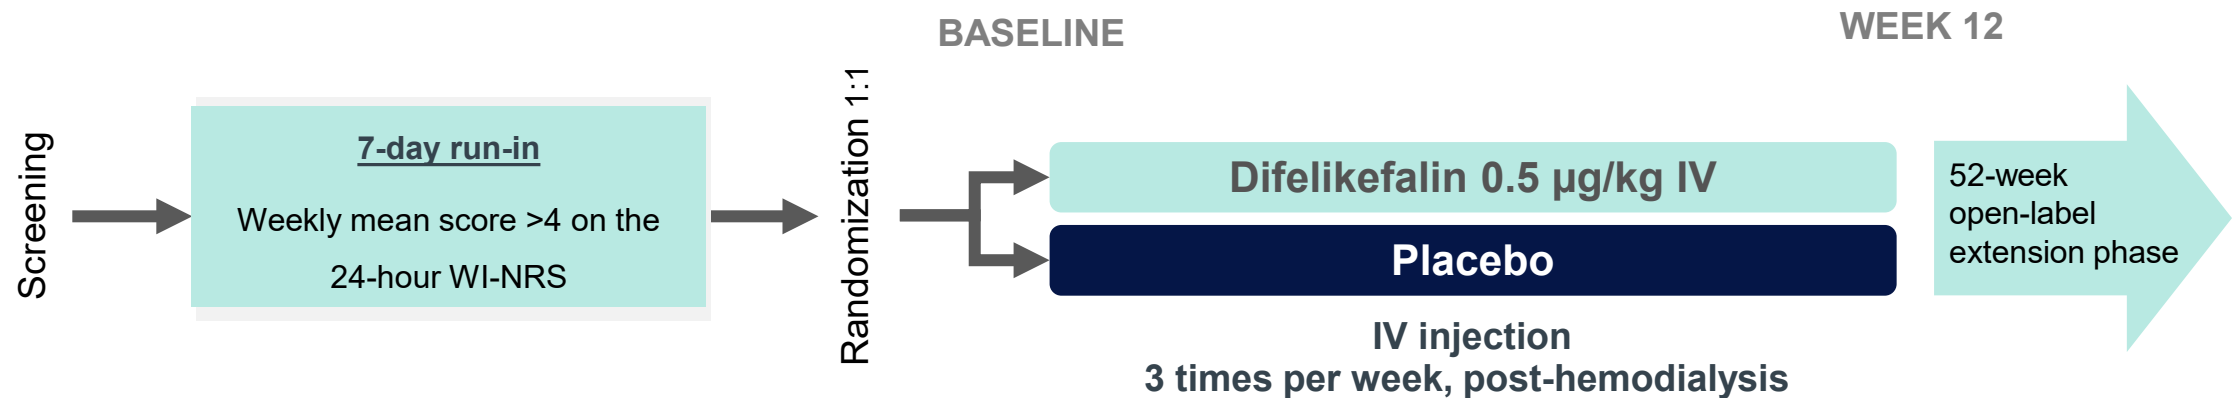 BASELINE
WEEK 12
Screening
7-day run-in
Weekly mean score >4 on the
24-hour WI-NRS
Randomization 1:1
Difelikefalin 0.5 µg/kg IV
Placebo
IV injection
3 times per week, post-hemodialysis
52-week
open-label
extension phase